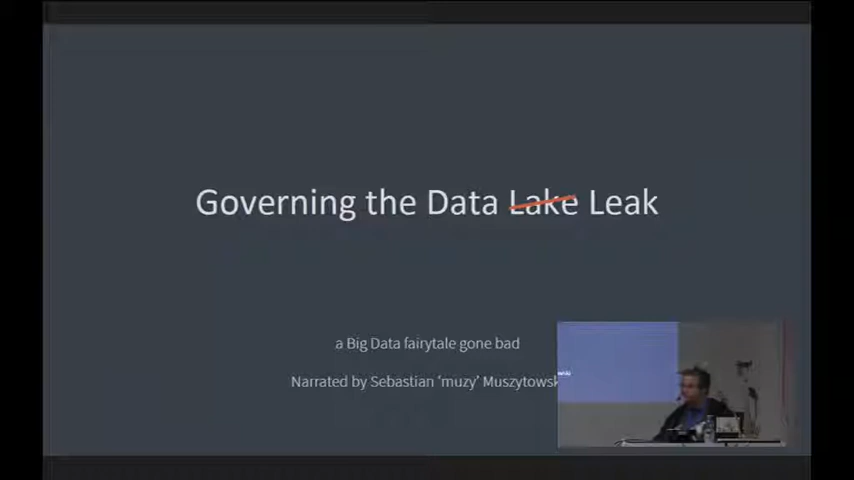 Governing the Data Lake Leak
a Big Data fairytale gone bad
Narrated by Sebastian ‘muzy’ Muszytowsk